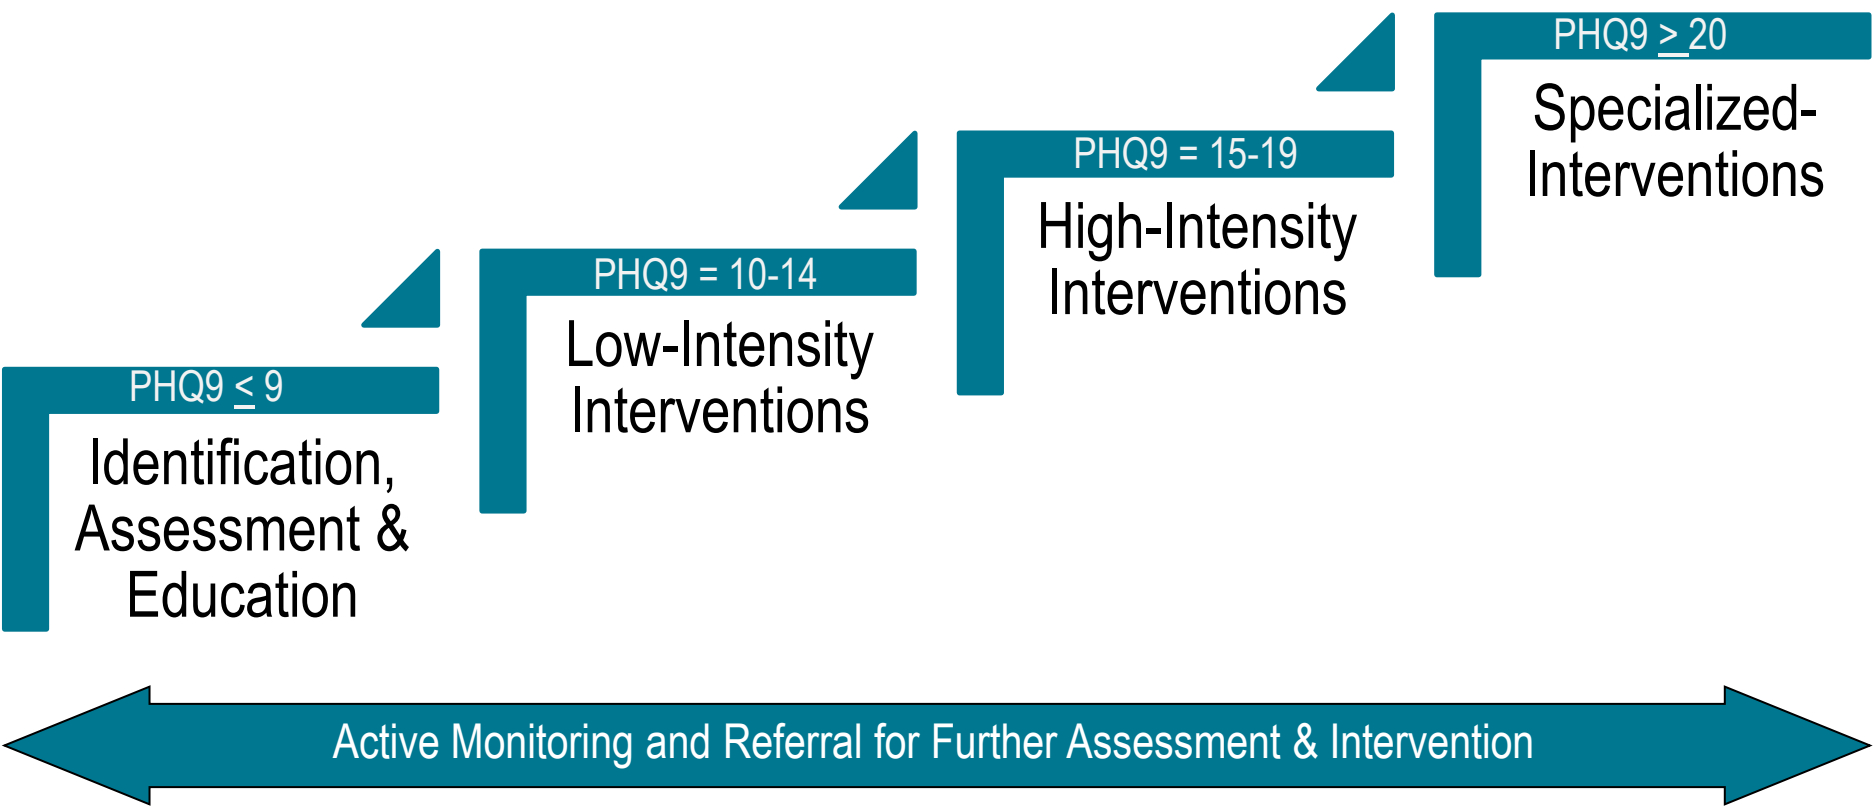 PHQ9 ≤ 9
Identification,
Assessment &
Education
PHQ9 = 10-14
Low-Intensity
Interventions
PHQ9 = 15-19
High-Intensity
Interventions
PHQ9 ≥ 20
Specialized-
Interventions
Active Monitoring and Referral for Further Assessment & Intervention